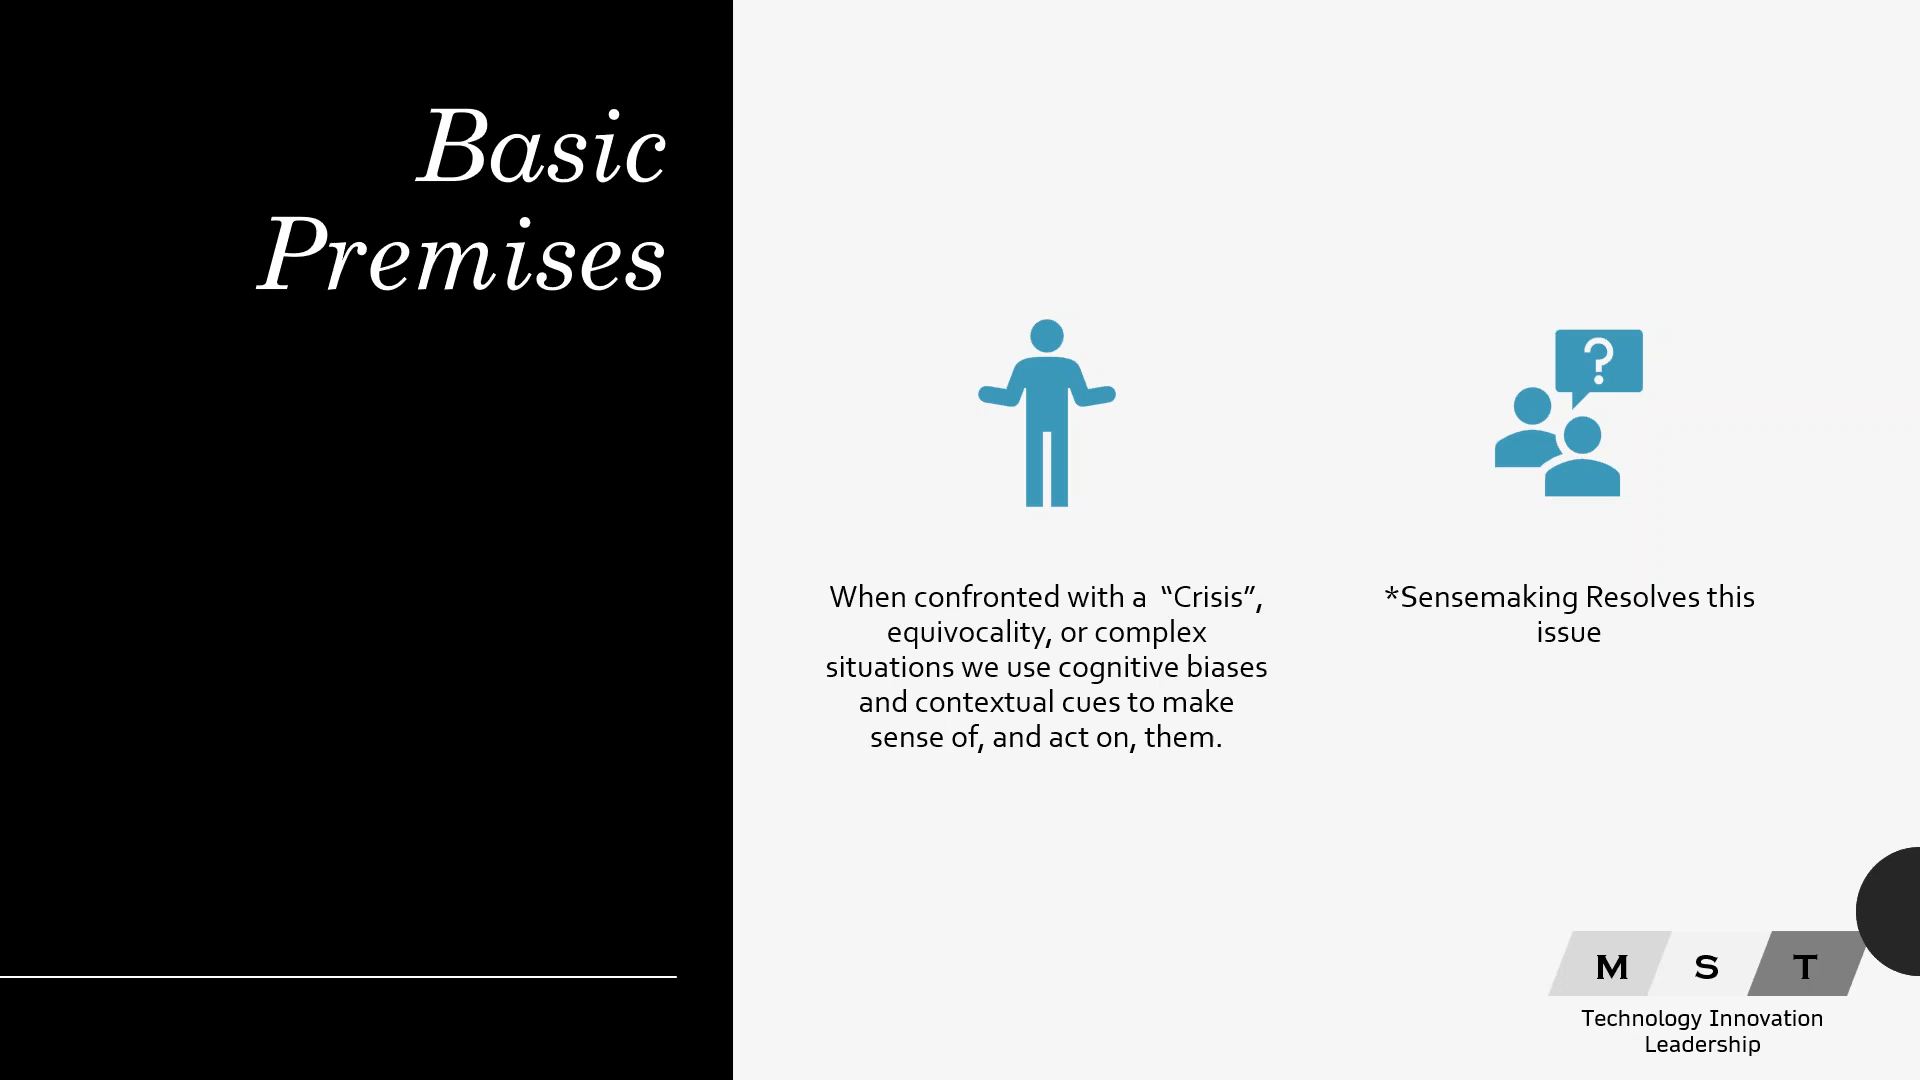 Basic
Premises
?
When confronted with a “Crisis”,
equivocality, or complex
situations we use cognitive biases
and contextual cues to make
sense of, and act on, them.
*Sensemaking Resolves this
issue
M S T
Technology Innovation
Leadership